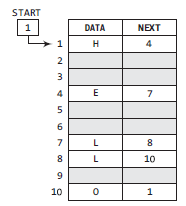 START
1
DATA NEXT
1 H 4
2
3
4 E 7
5
6
7 L 8
8 L 10
9
10 O 1